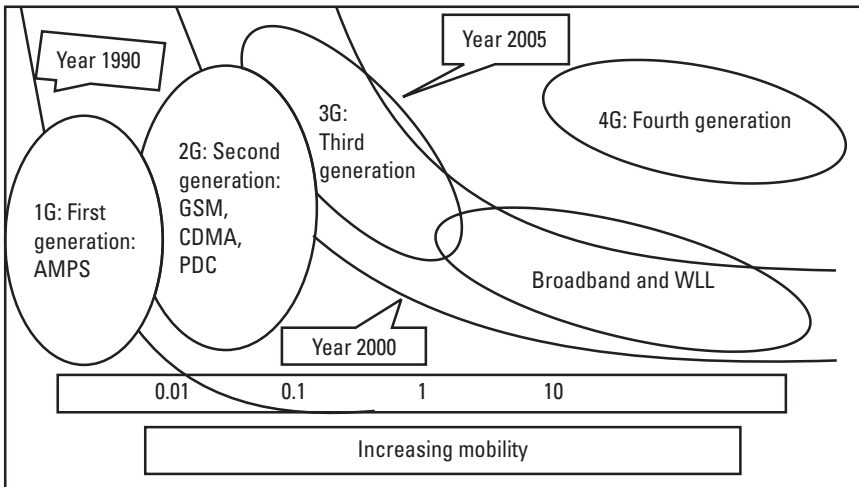 Year 1990
Year 2005
1G: First
generation:
AMPS
2G: Second
generation:
GSM,
CDMA,
PDC
3G:
Third
generation
4G: Fourth generation
Broadband and WLL
Year 2000
0.01 0.1 1 10
Increasing mobility